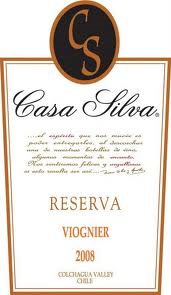 CS
Casa Silva®
....el espíritu que nos mueve es
poder entregarles, al descorchar
una de nuestras botellas de vino,
algunos momentos de encanto.
Nos sentiremos felices y orgullosos
si esto resulta ser así...
RESERVA
VIOGNIER
2008
COLCHAGUA VALLEY
CHILE